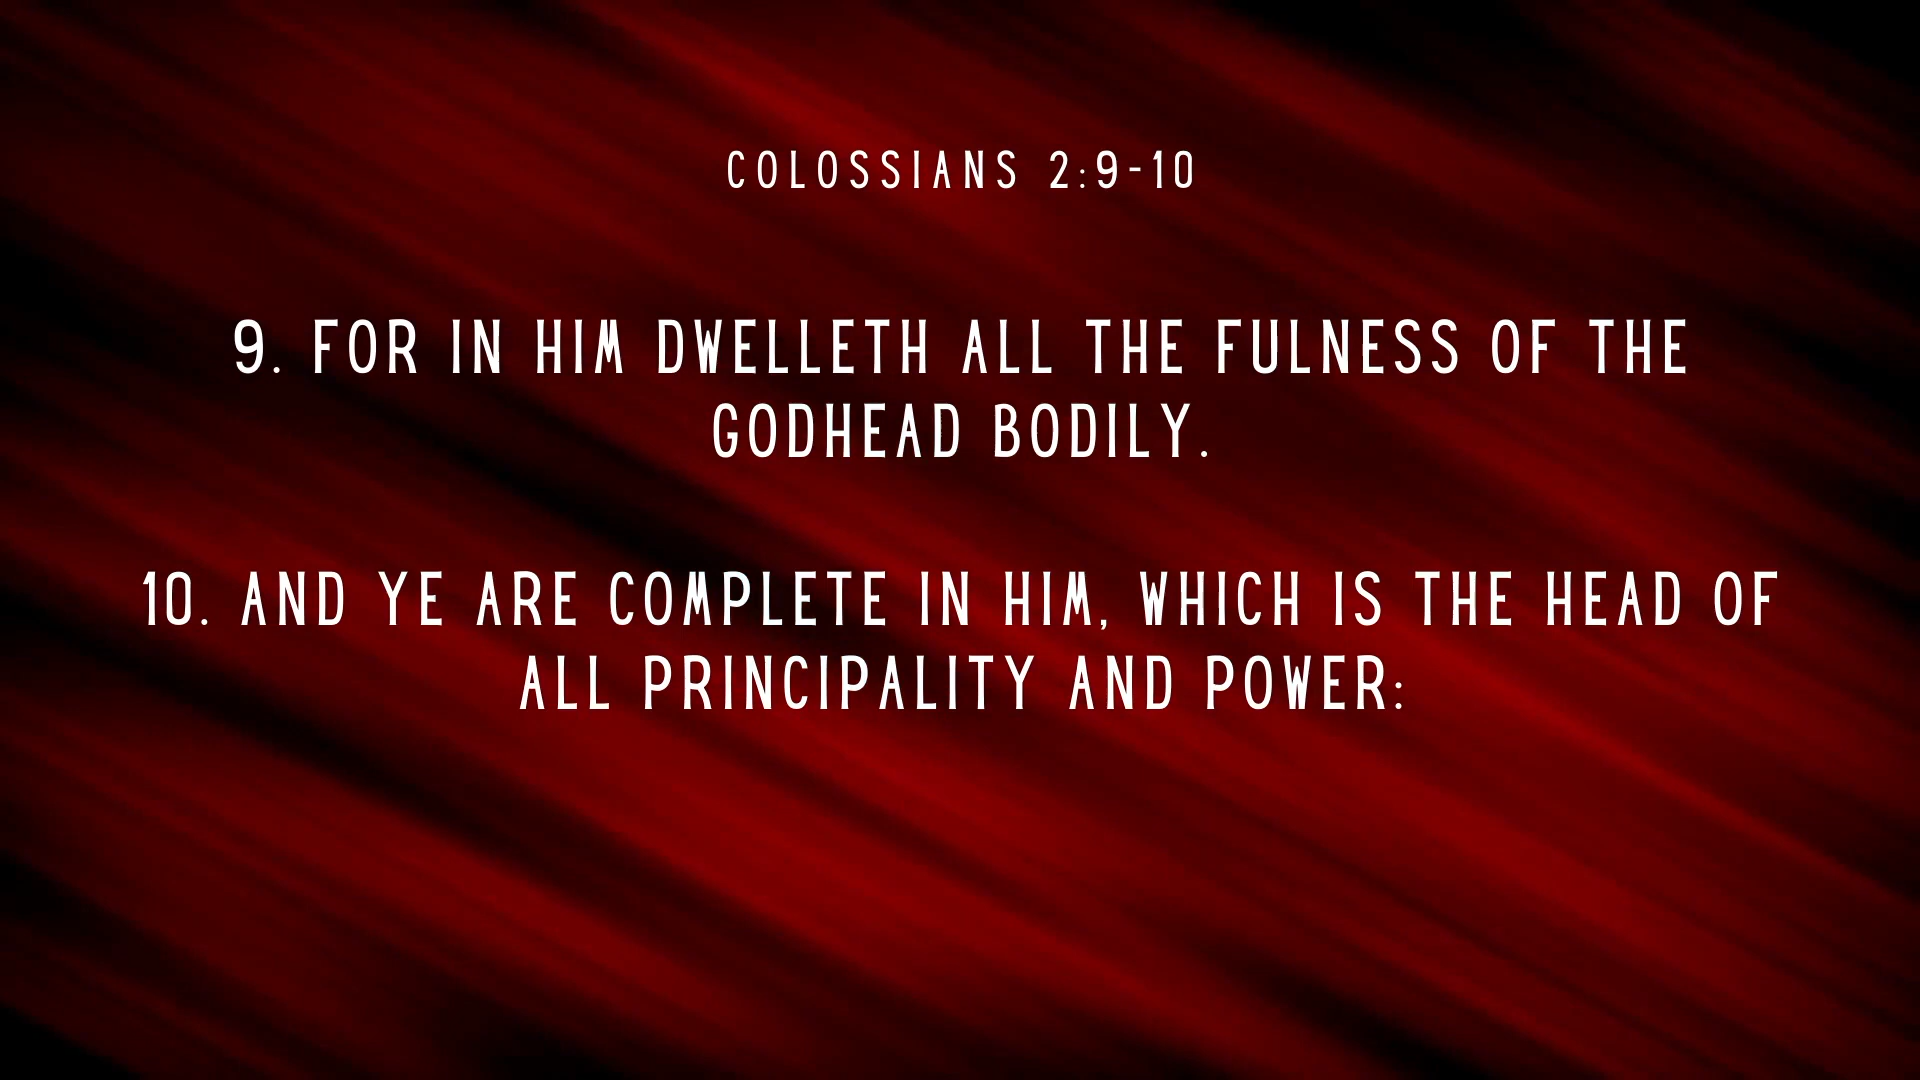 COLOSSIANS 2:9-10
9. FOR IN HIM DWELLETH ALL THE FULNESS OF THE
GODHEAD BODILY.
10. AND YE ARE COMPLETE IN HIM, WHICH IS THE HEAD OF
ALL PRINCIPALITY AND POWER: